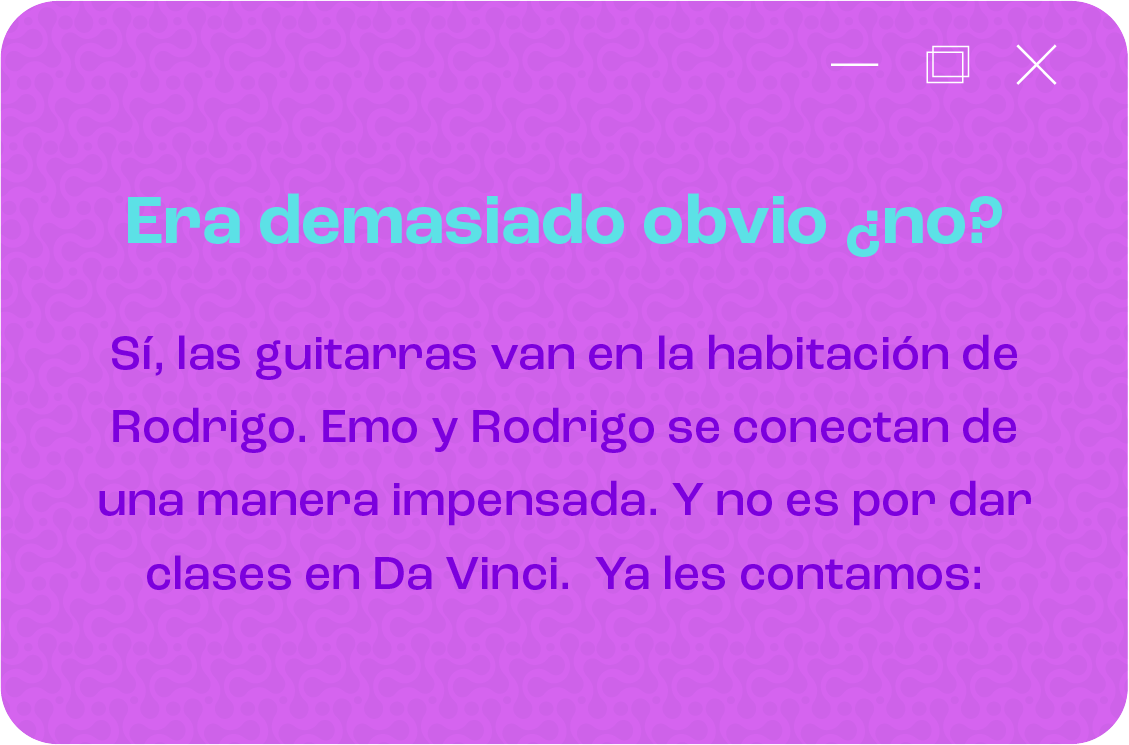 Era demasiado obvio ¿no?
Sí, las guitarras van en la habitación de
Rodrigo. Emo y Rodrigo se conectan de
una manera impensada. Y no es por dar
clases en Da Vinci.  Ya les contamos: